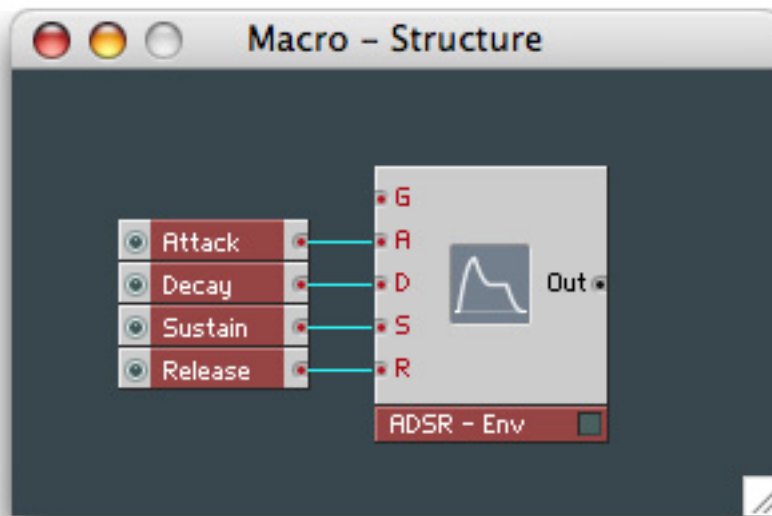 Macro – Structure
G
Attack
A
Decay
D
Out
Sustain
S
Release
R
ADSR - Env